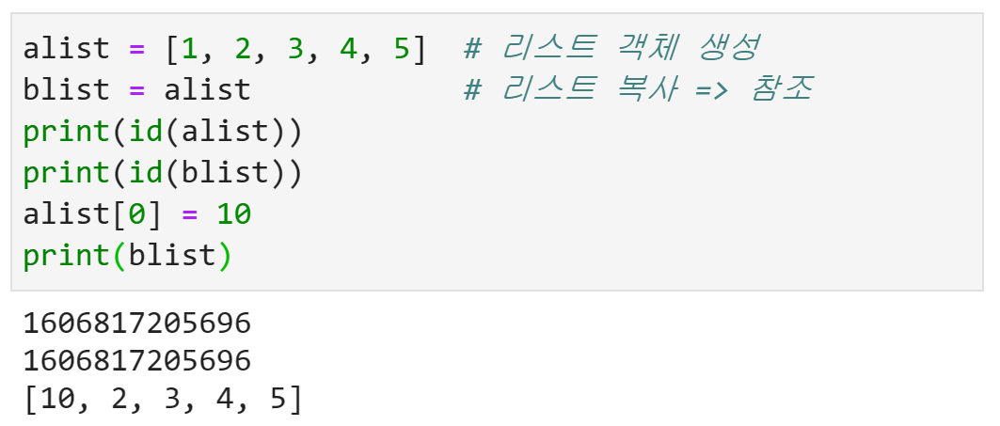 alist = [1, 2, 3, 4, 5]  # 리스트 객체 생성
blist = alist            # 리스트 복사 => 참조
print(id(alist))
print(id(blist))
alist[0] = 10
print(blist)
1606817205696
1606817205696
[10, 2, 3, 4, 5]